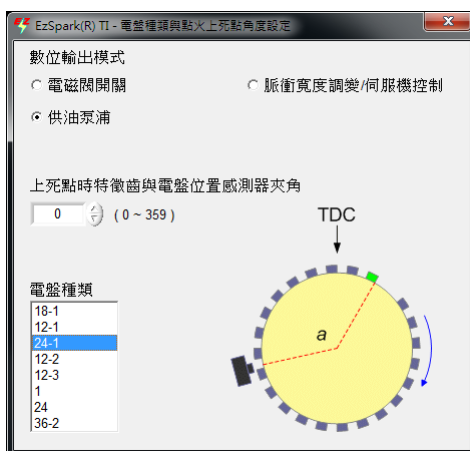 EzSpark(R) TI - 電盤種類與點火上死點角度設定
數位輸出模式
電磁閥開關
脈衝寬度調變/伺服機控制
供油泵浦
上死點時特徵齒與電盤位置感測器夾角
0 ( 0 ~ 359 )
TDC
電盤種類
18-1
12-1
24-1
12-2
12-3
1
24
36-2
a